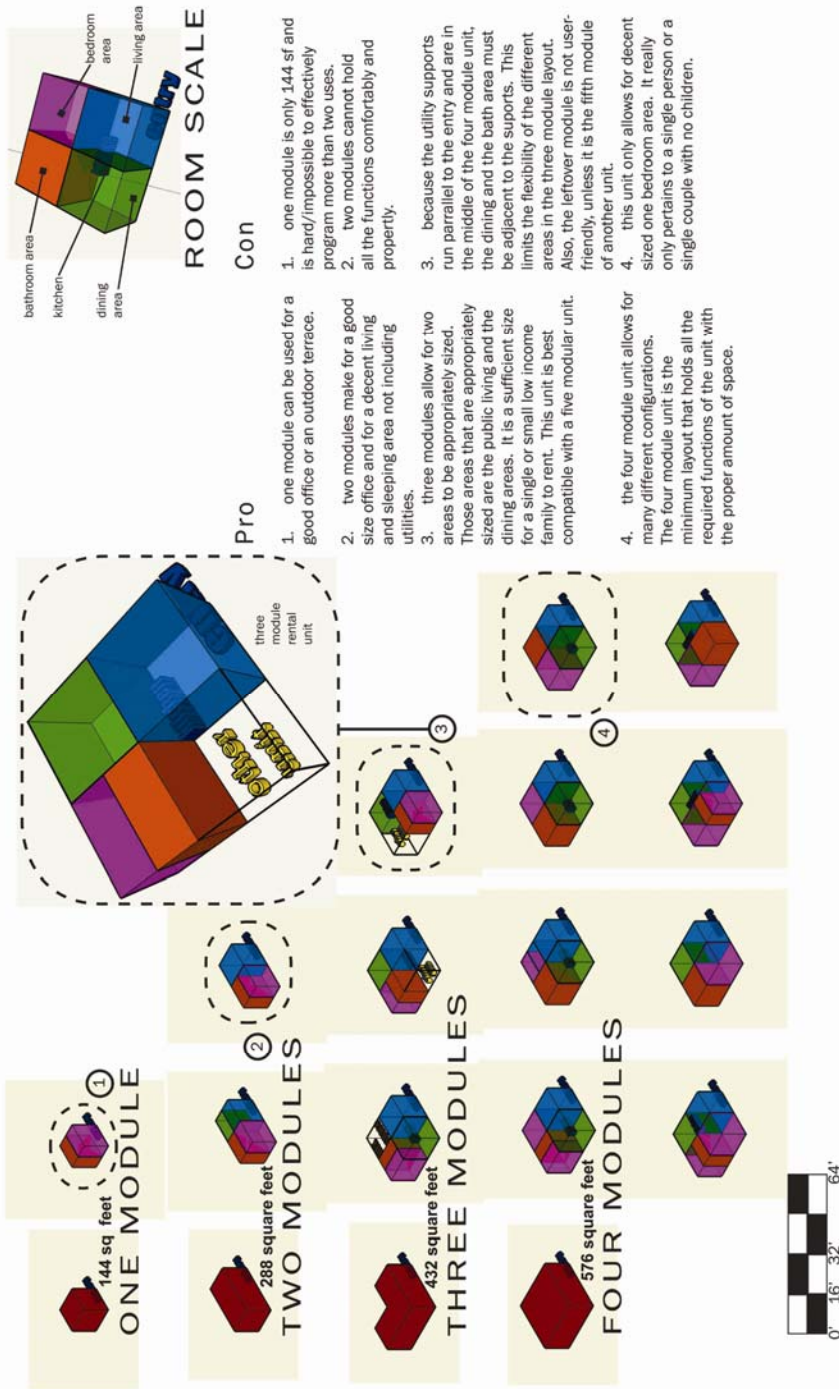 144 sq feet
ONE MODULE
1
288 square feet
TWO MODULES
2
432 square feet
THREE MODULES
3
576 square feet
FOUR MODULES
4
0' 16' 32' 64'
three
module
rental
unit
entry
other
unit
Pro
1. one module can be used for a
good office or an outdoor terrace.
2. two modules make for a good
size office and for a decent living
and sleeping area not including
utilities.
3. three modules allow for two
areas to be appropriately sized.
Those areas that are appropriately
sized are the public living and the
dining areas. It is a sufficient size
for a single or small low income
family to rent. This unit is best
compatible with a five modular unit.
4. the four module unit allows for
many different configurations.
The four module unit is the
minimum layout that holds all the
required functions of the unit with
the proper amount of space.
bathroom area
kitchen
dining
area
bedroom
area
living area
entry
ROOM SCALE
Con
1. one module is only 144 sf and
is hard/impossible to effectively
program more than two uses.
2. two modules cannot hold
all the functions comfortably and
propertly.
3. because the utility supports
run parrallel to the entry and are in
the middle of the four module unit,
the dining and the bath area must
be adjacent to the suports. This
limits the flexibility of the different
areas in the three module layout.
Also, the leftover module is not user-
friendly, unless it is the fifth module
of another unit.
4. this unit only allows for decent
sized one bedroom area. It really
only pertains to a single person or a
single couple with no children.